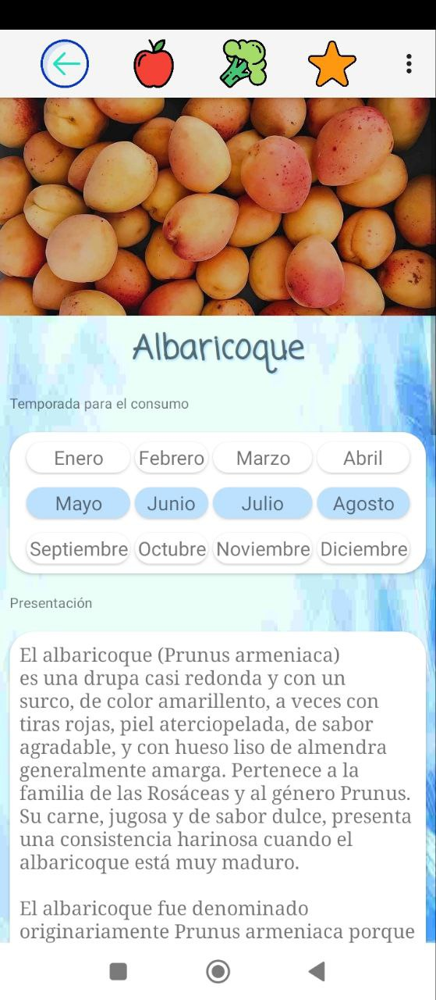 Albaricoque
Temporada para el consumo
Enero Febrero Marzo Abril
Mayo Junio Julio Agosto
Septiembre Octubre Noviembre Diciembre
Presentación
El albaricoque (Prunus armeniaca)
es una drupa casi redonda y con un
surco, de color amarillento, a veces con
tiras rojas, piel aterciopelada, de sabor
agradable, y con hueso liso de almendra
generalmente amarga. Pertenece a la
familia de las Rosáceas y al género Prunus.
Su carne, jugosa y de sabor dulce, presenta
una consistencia harinosa cuando el
albaricoque está muy maduro.
El albaricoque fue denominado
originariamente Prunus armeniaca porque